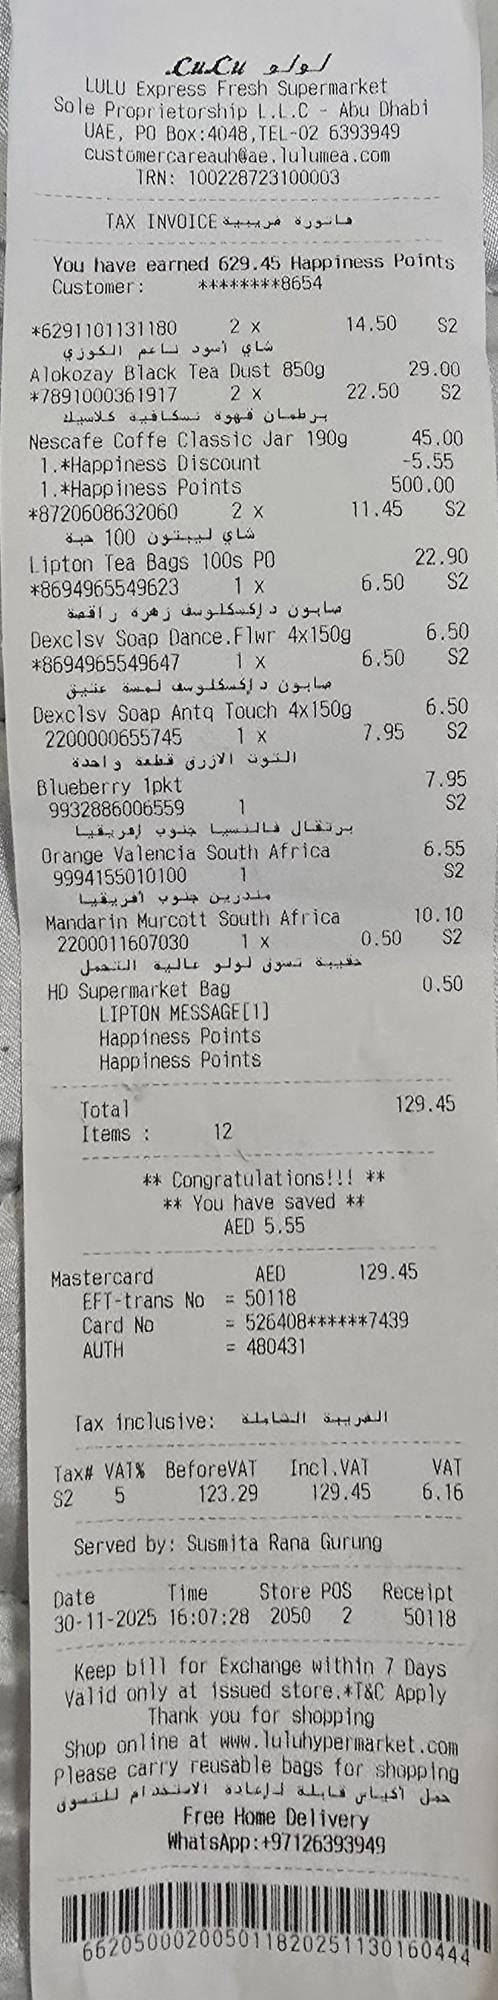 LuLu لولو
LULU Express Fresh Supermarket
Sole Proprietorship L.L.C - Abu Dhabi
UAE, PO Box:4048,TEL-02 6393949
customercareauh@ae.lulumea.com
TRN: 100228723100003
TAX INVOICE فاتورة ضريبية
You have earned 629.45 Happiness Points
Customer: ********8654
*6291101131180 2 x 14.50 S2
شاي أسود ناعم الكوزي
Alokozay Black Tea Dust 850g 29.00
*7891000361917 2 x 22.50 S2
برطمان قهوة نسكافية كلاسيك
Nescafe Coffe Classic Jar 190g 45.00
1.*Happiness Discount -5.55
1.*Happiness Points 500.00
*8720608632060 2 x 11.45 S2
شاي ليبتون 100 حبة
Lipton Tea Bags 100s PO 22.90
*8694965549623 1 x 6.50 S2
صابون دإكسكلوسف زهرة راقصة
Dexclsv Soap Dance.Flwr 4x150g 6.50
*8694965549647 1 x 6.50 S2
صابون دإكسكلوسف لمسة عتيق
Dexclsv Soap Antq Touch 4x150g 6.50
2200000655745 1 x 7.95 S2
التوت الازرق قطعة واحدة
Blueberry 1pkt 7.95
9932886006559 1 S2
برتقال فالنسيا جنوب إفريقيا
Orange Valencia South Africa 6.55
9994155010100 1 S2
مندرين جنوب أفريقيا
Mandarin Murcott South Africa 10.10
2200011607030 1 x 0.50 S2
حقيبة تسوق لولو عالية التحمل
HD Supermarket Bag 0.50
LIPTON MESSAGE[1]
Happiness Points
Happiness Points
Total 129.45
Items : 12
** Congratulations!!! **
** You have saved **
AED 5.55
Mastercard AED 129.45
EFT-trans No = 50118
Card No = 526408******7439
AUTH = 480431
Tax inclusive: الضريبة الشاملة
Tax# VAT% BeforeVAT Incl.VAT VAT
S2 5 123.29 129.45 6.16
Served by: Susmita Rana Gurung
Date Time Store POS Receipt
30-11-2025 16:07:28 2050 2 50118
Keep bill for Exchange within 7 Days
Valid only at issued store.*T&C Apply
Thank you for shopping
Shop online at www.luluhypermarket.com
Please carry reusable bags for shopping
حمل أكياس قابلة لإعادة الاستخدام للتسوق
Free Home Delivery
WhatsApp:+97126393949
662050002005011820251130160444